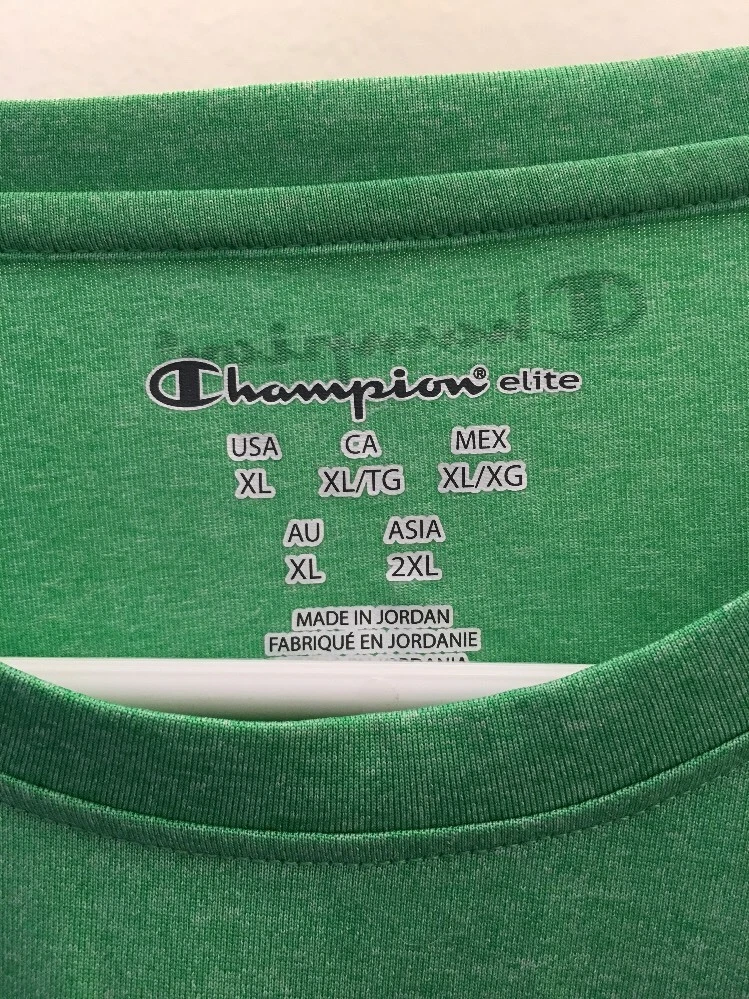 Champion® elite
USA CA MEX
XL XL/TG XL/XG
AU ASIA
XL 2XL
MADE IN JORDAN
FABRIQUÉ EN JORDANIE
JORDANIA